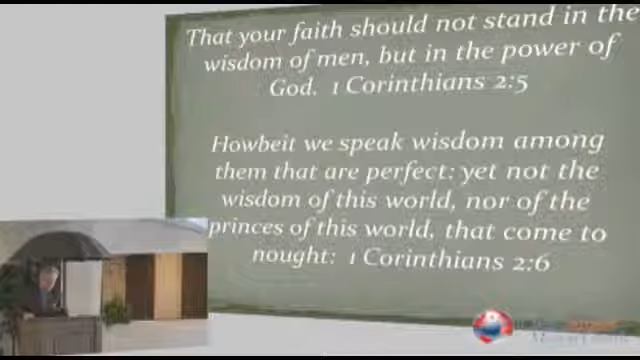 That your faith should not stand in the
wisdom of men, but in the power of
God. 1 Corinthians 2:5
Howbeit we speak wisdom among
them that are perfect: yet not the
wisdom of this world, nor of the
princes of this world, that come to
nought: 1 Corinthians 2:6